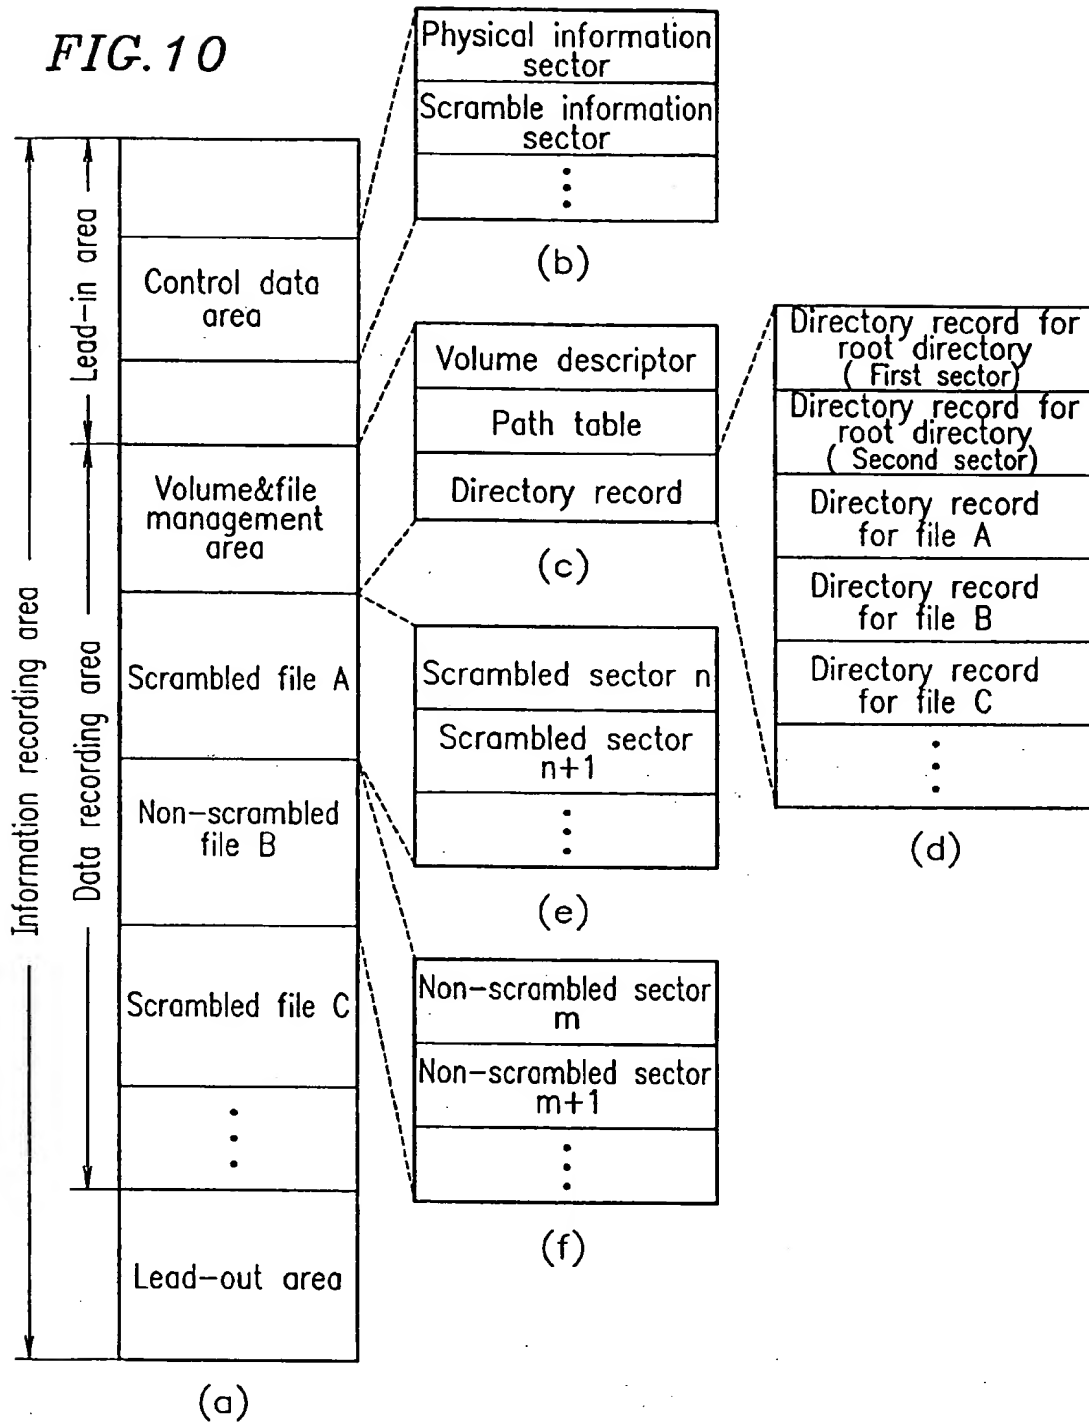 FIG.10
Information recording area
Lead-in area
Data recording area
Control data
area
Volume&file
management
area
Scrambled file A
Non-scrambled
file B
Scrambled file C
Lead-out area
(a)
Physical information
sector
Scramble information
sector
(b)
Volume descriptor
Path table
Directory record
(c)
Directory record for
root directory
( First sector)
Directory record for
root directory
( Second sector)
Directory record
for file A
Directory record
for file B
Directory record
for file C
(d)
Scrambled sector n
Scrambled sector
n+1
(e)
Non-scrambled sector
m
Non-scrambled sector
m+1
(f)